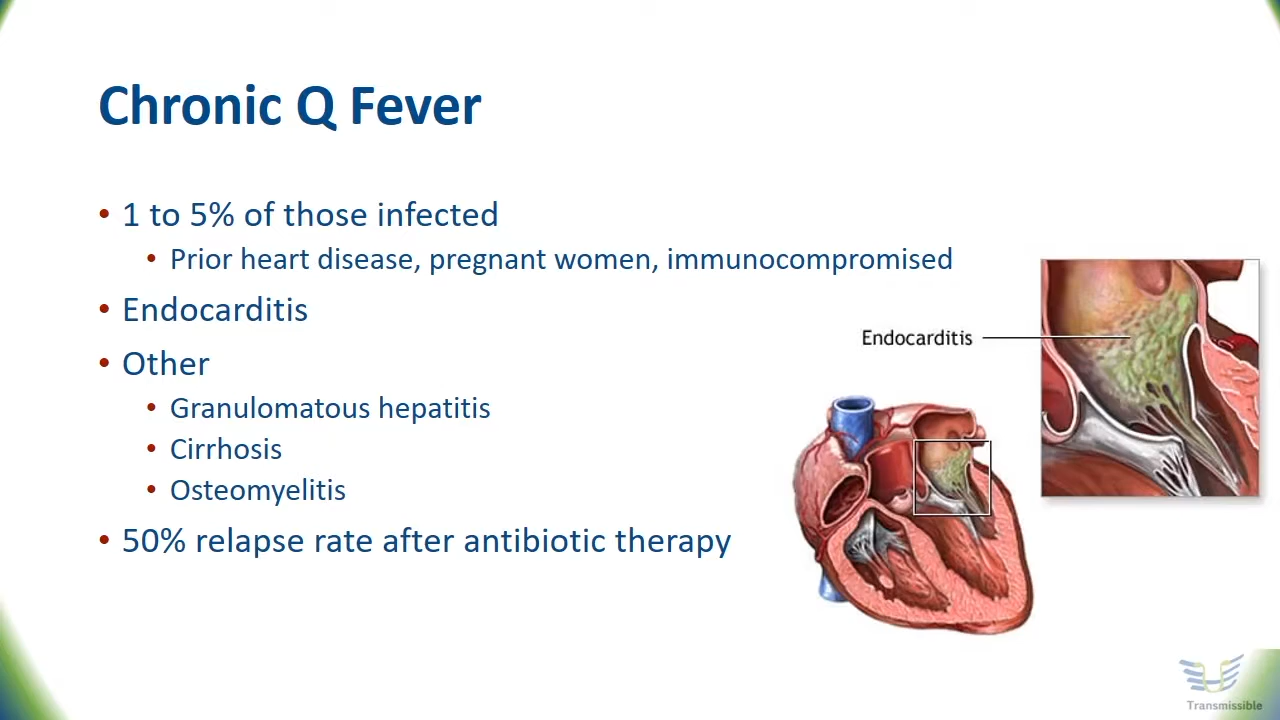 Chronic Q Fever
• 1 to 5% of those infected
• Prior heart disease, pregnant women, immunocompromised
• Endocarditis
• Other
• Granulomatous hepatitis
• Cirrhosis
• Osteomyelitis
• 50% relapse rate after antibiotic therapy
Endocarditis
Transmissible